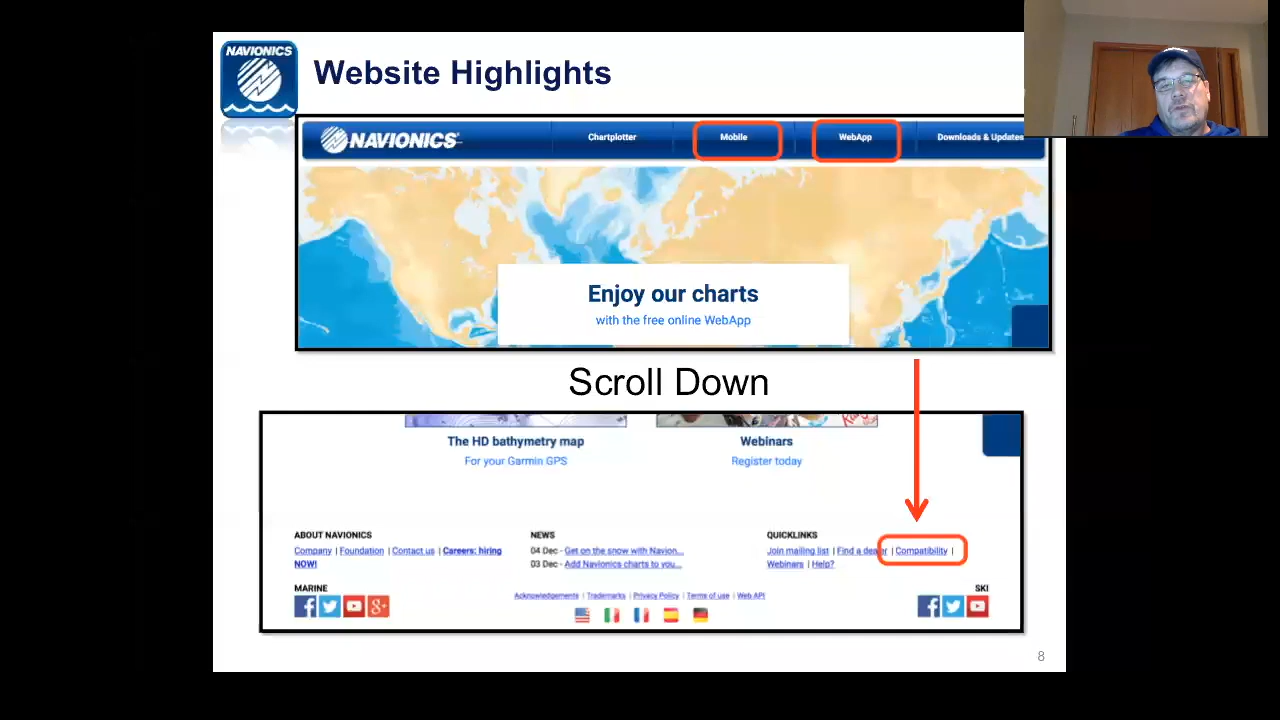 NAVIONICS
Website Highlights
NAVIONICS
Chartplotter
Mobile
WebApp
Downloads & Updates
Enjoy our charts
with the free online WebApp
Scroll Down
The HD bathymetry map
For your Garmin GPS
Webinars
Register today
ABOUT NAVIONICS
Company | Foundation | Contact us | Careers: hiring
NOW!
NEWS
04 Dec - Get on the snow with Navion...
03 Dec - Add Navionics charts to you...
QUICKLINKS
Join mailing list | Find a dealer | Compatibility |
Webinars | Help?
MARINE
Acknowledgements | Trademarks | Privacy Policy | Terms of use | Web API
SKI
8